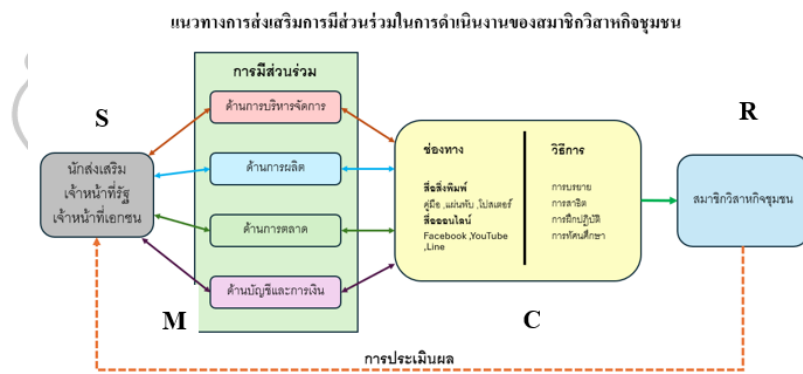 แนวทางการส่งเสริมการมีส่วนร่วมในการดำเนินงานของสมาชิกวิสาหกิจชุมชน
S
นักส่งเสริม
เจ้าหน้าที่รัฐ
เจ้าหน้าที่เอกชน
การมีส่วนร่วม
ด้านการบริหารจัดการ
ด้านการผลิต
ด้านการตลาด
ด้านบัญชีและการเงิน
M
ช่องทาง
สื่อสิ่งพิมพ์
คู่มือ ,แผ่นพับ ,โปสเตอร์
สื่อออนไลน์
Facebook ,YouTube
,Line
วิธีการ
การบรยาย
การสาธิต
การฝึกปฏิบัติ
การทัศนศึกษา
C
R
สมาชิกวิสาหกิจชุมชน
การประเมินผล